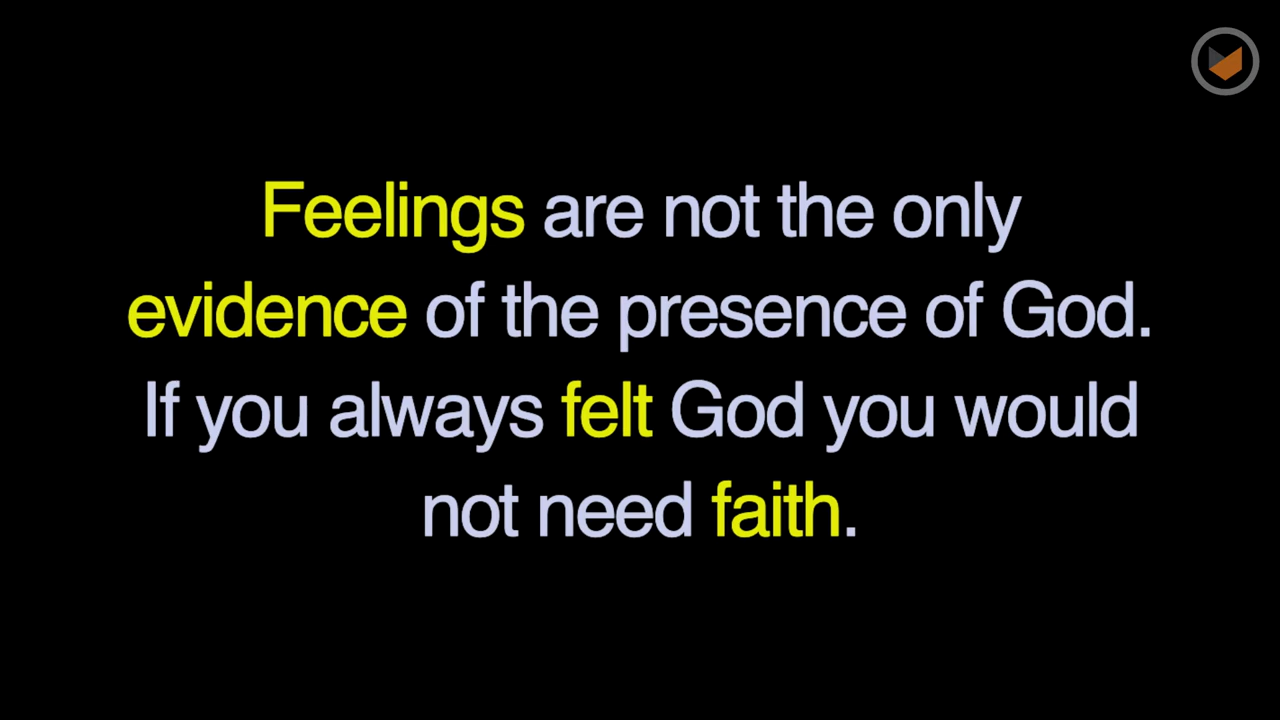 Feelings are not the only
evidence of the presence of God.
If you always felt God you would
not need faith.